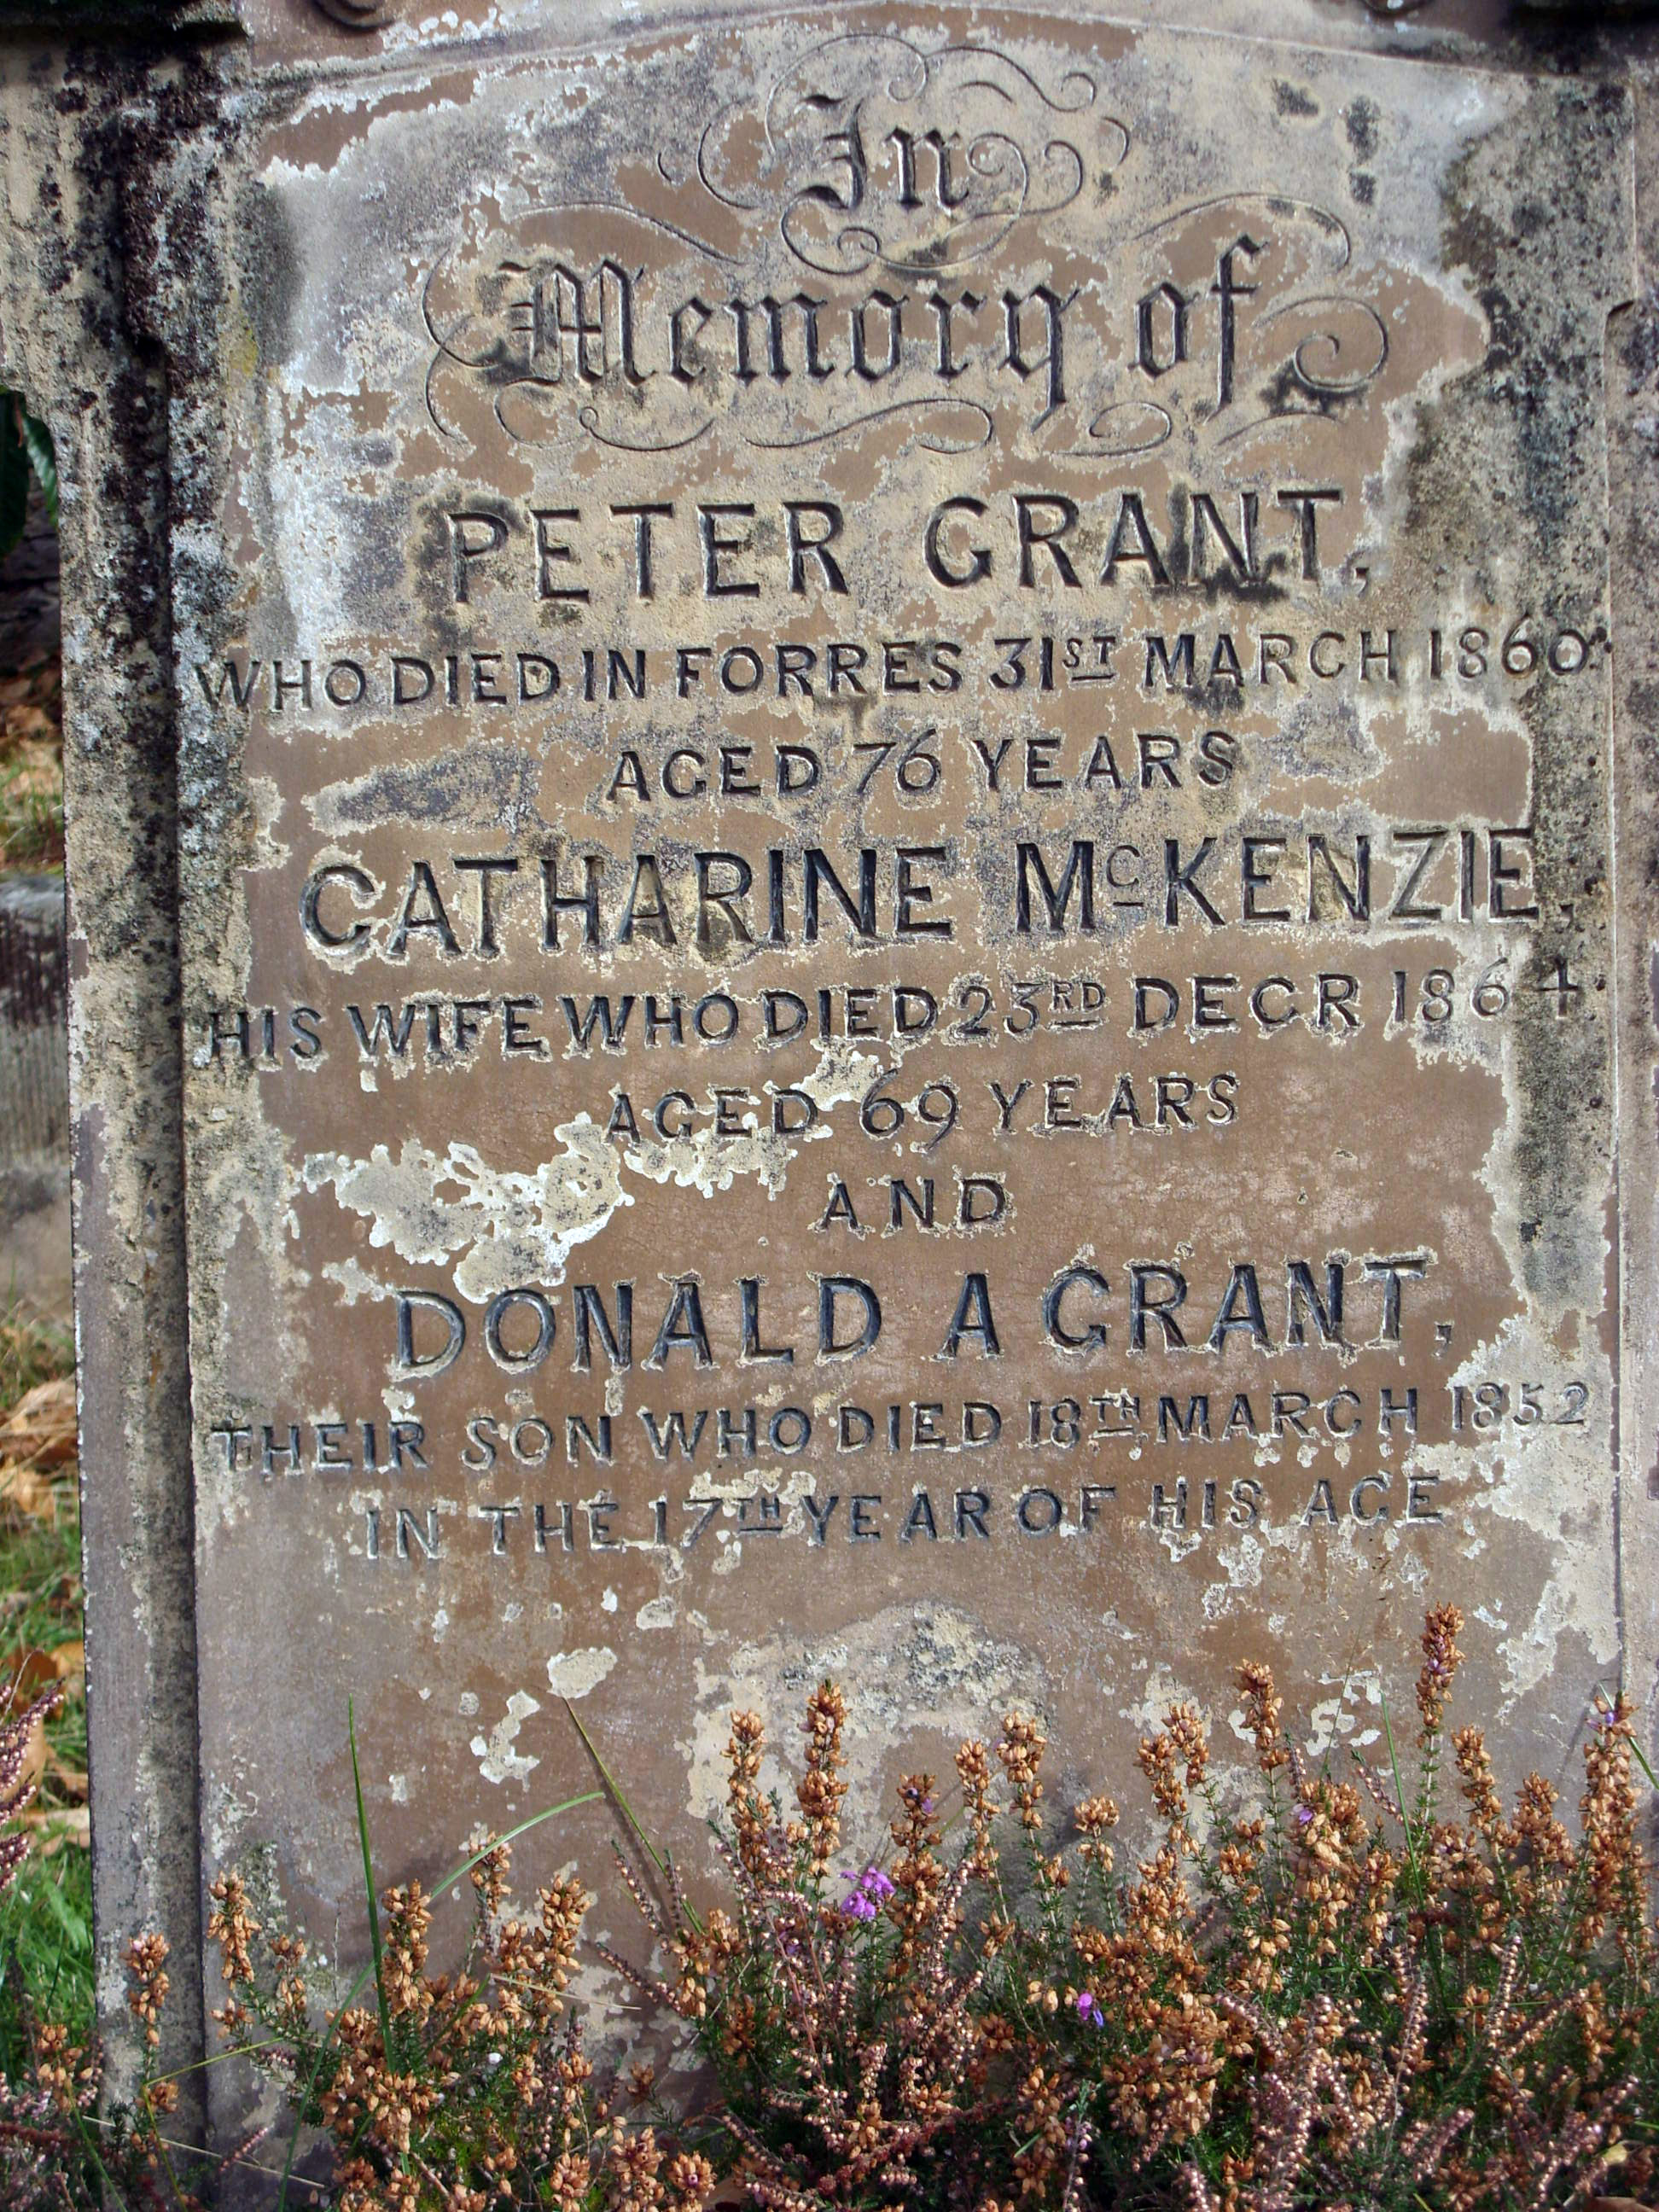 In
Memory of
PETER GRANT,
WHO DIED IN FORRES 31ST MARCH 1860.
AGED 76 YEARS
CATHARINE McKENZIE,
HIS WIFE WHO DIED 23RD DECR 1864.
AGED 69 YEARS
AND
DONALD A GRANT,
THEIR SON WHO DIED 18TH MARCH 1852
IN THE 17TH YEAR OF HIS AGE